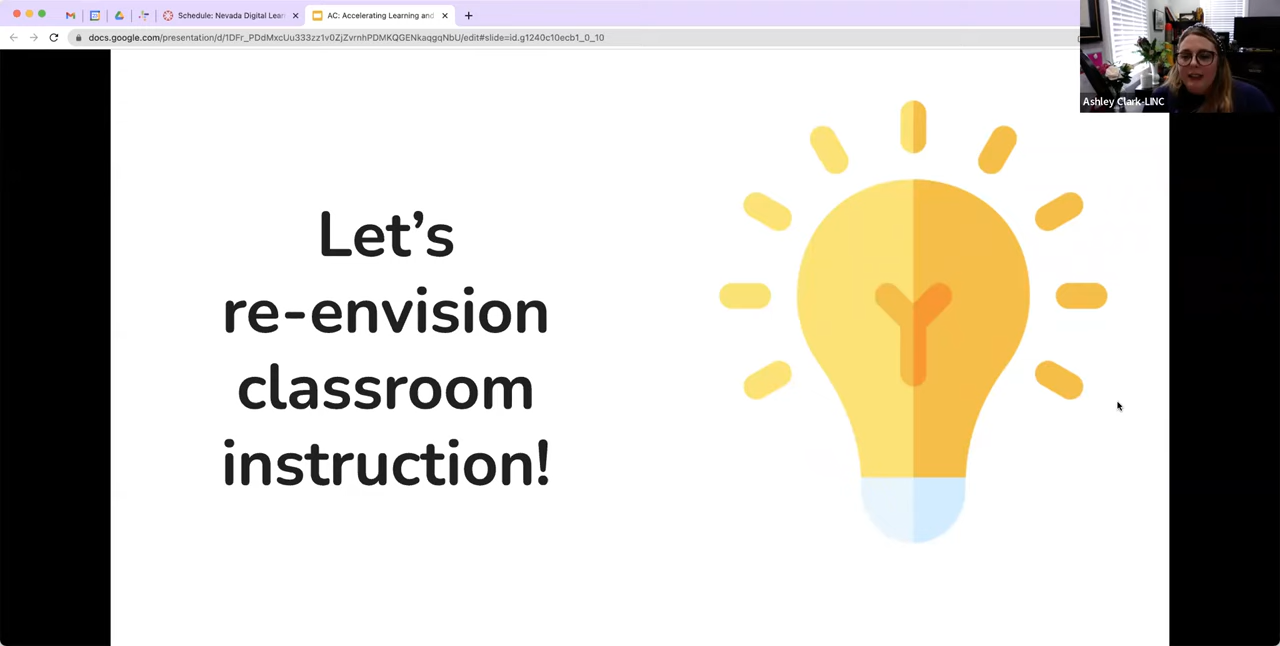 Schedule: Nevada Digital Lear
AC: Accelerating Learning and
docs.google.com/presentation/d/1DFr_PDdMxcUu333zz1v0ZjZvrnhPDMKQGENkaqgqNbU/edit#slide=id.g1240c10ecb1_0_10
Ashley Clark-LINC
Let's
re-envision
classroom
instruction!